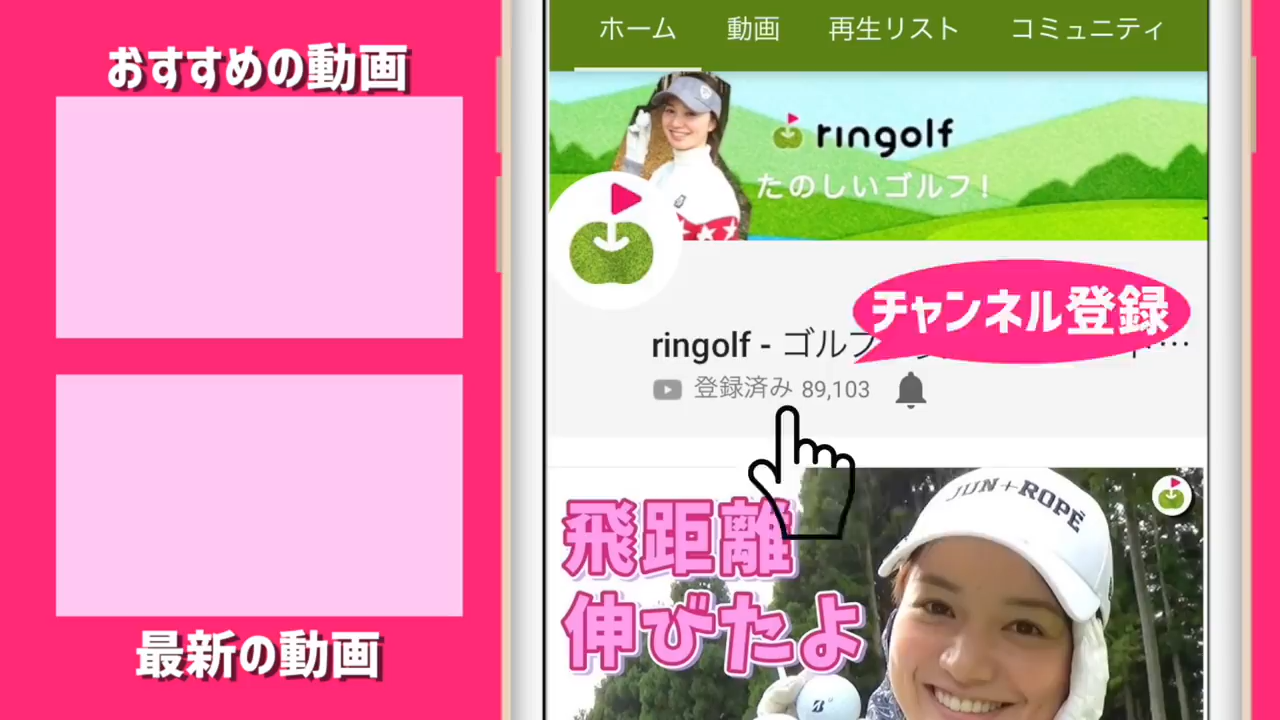 おすすめの動画
最新の動画
ホーム 動画 再生リスト コミュニティ
ringolf
たのしいゴルフ!
チャンネル登録
ringolf - ゴルフ
登録済み 89,103
JUN+ROPÉ
飛距離
伸びたよ
B